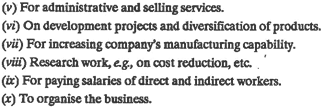 (v) For administrative and selling services.
(vi) On development projects and diversification of products.
(vii) For increasing company's manufacturing capability.
(viii) Research work, e.g., on cost reduction, etc.
(ix) For paying salaries of direct and indirect workers.
(x) To organise the business.